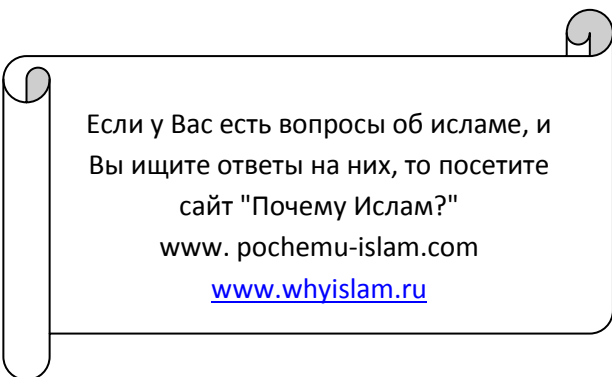 Если у Вас есть вопросы об исламе, и
Вы ищите ответы на них, то посетите
сайт "Почему Ислам?"
www. pochemu-islam.com
www.whyislam.ru